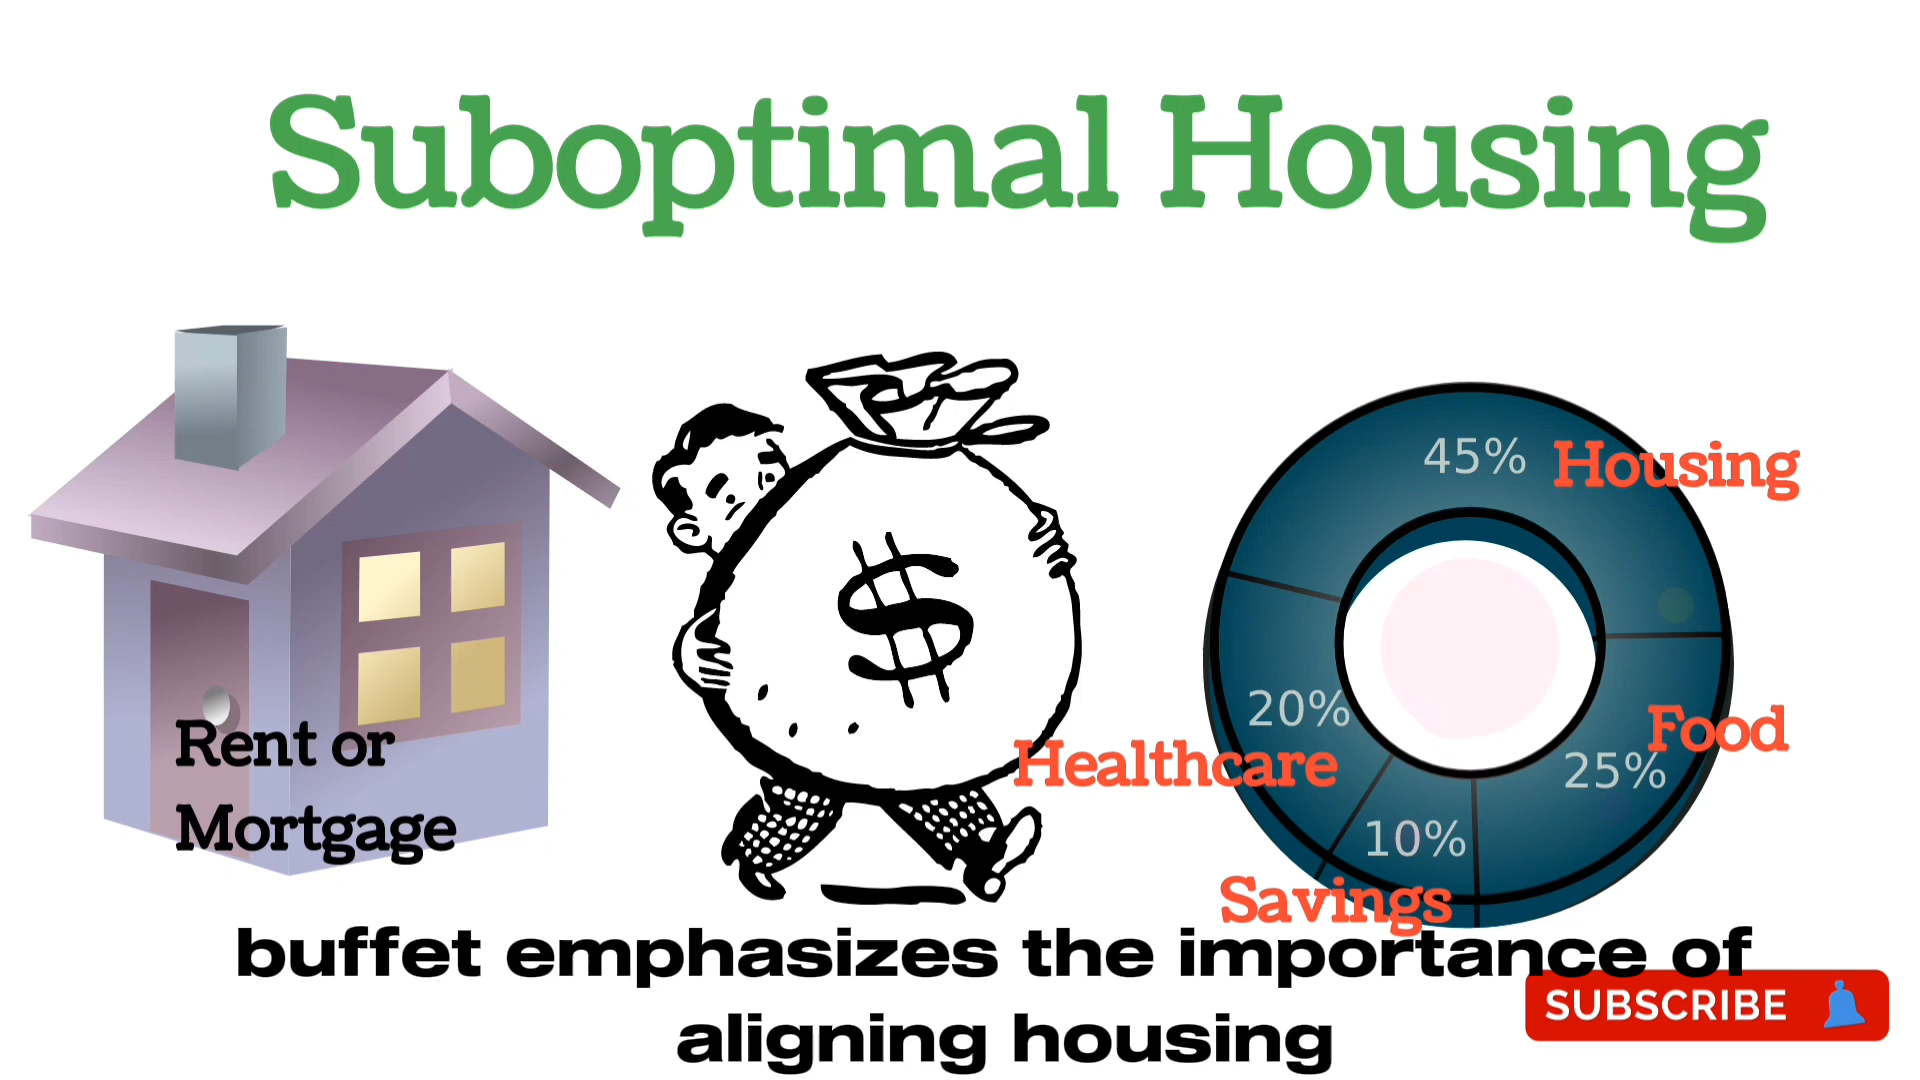 Suboptimal Housing
45%
Housing
20%
Healthcare
Food
25%
10%
Savings
Rent or
Mortgage
buffet emphasizes the importance of
aligning housing
SUBSCRIBE
$